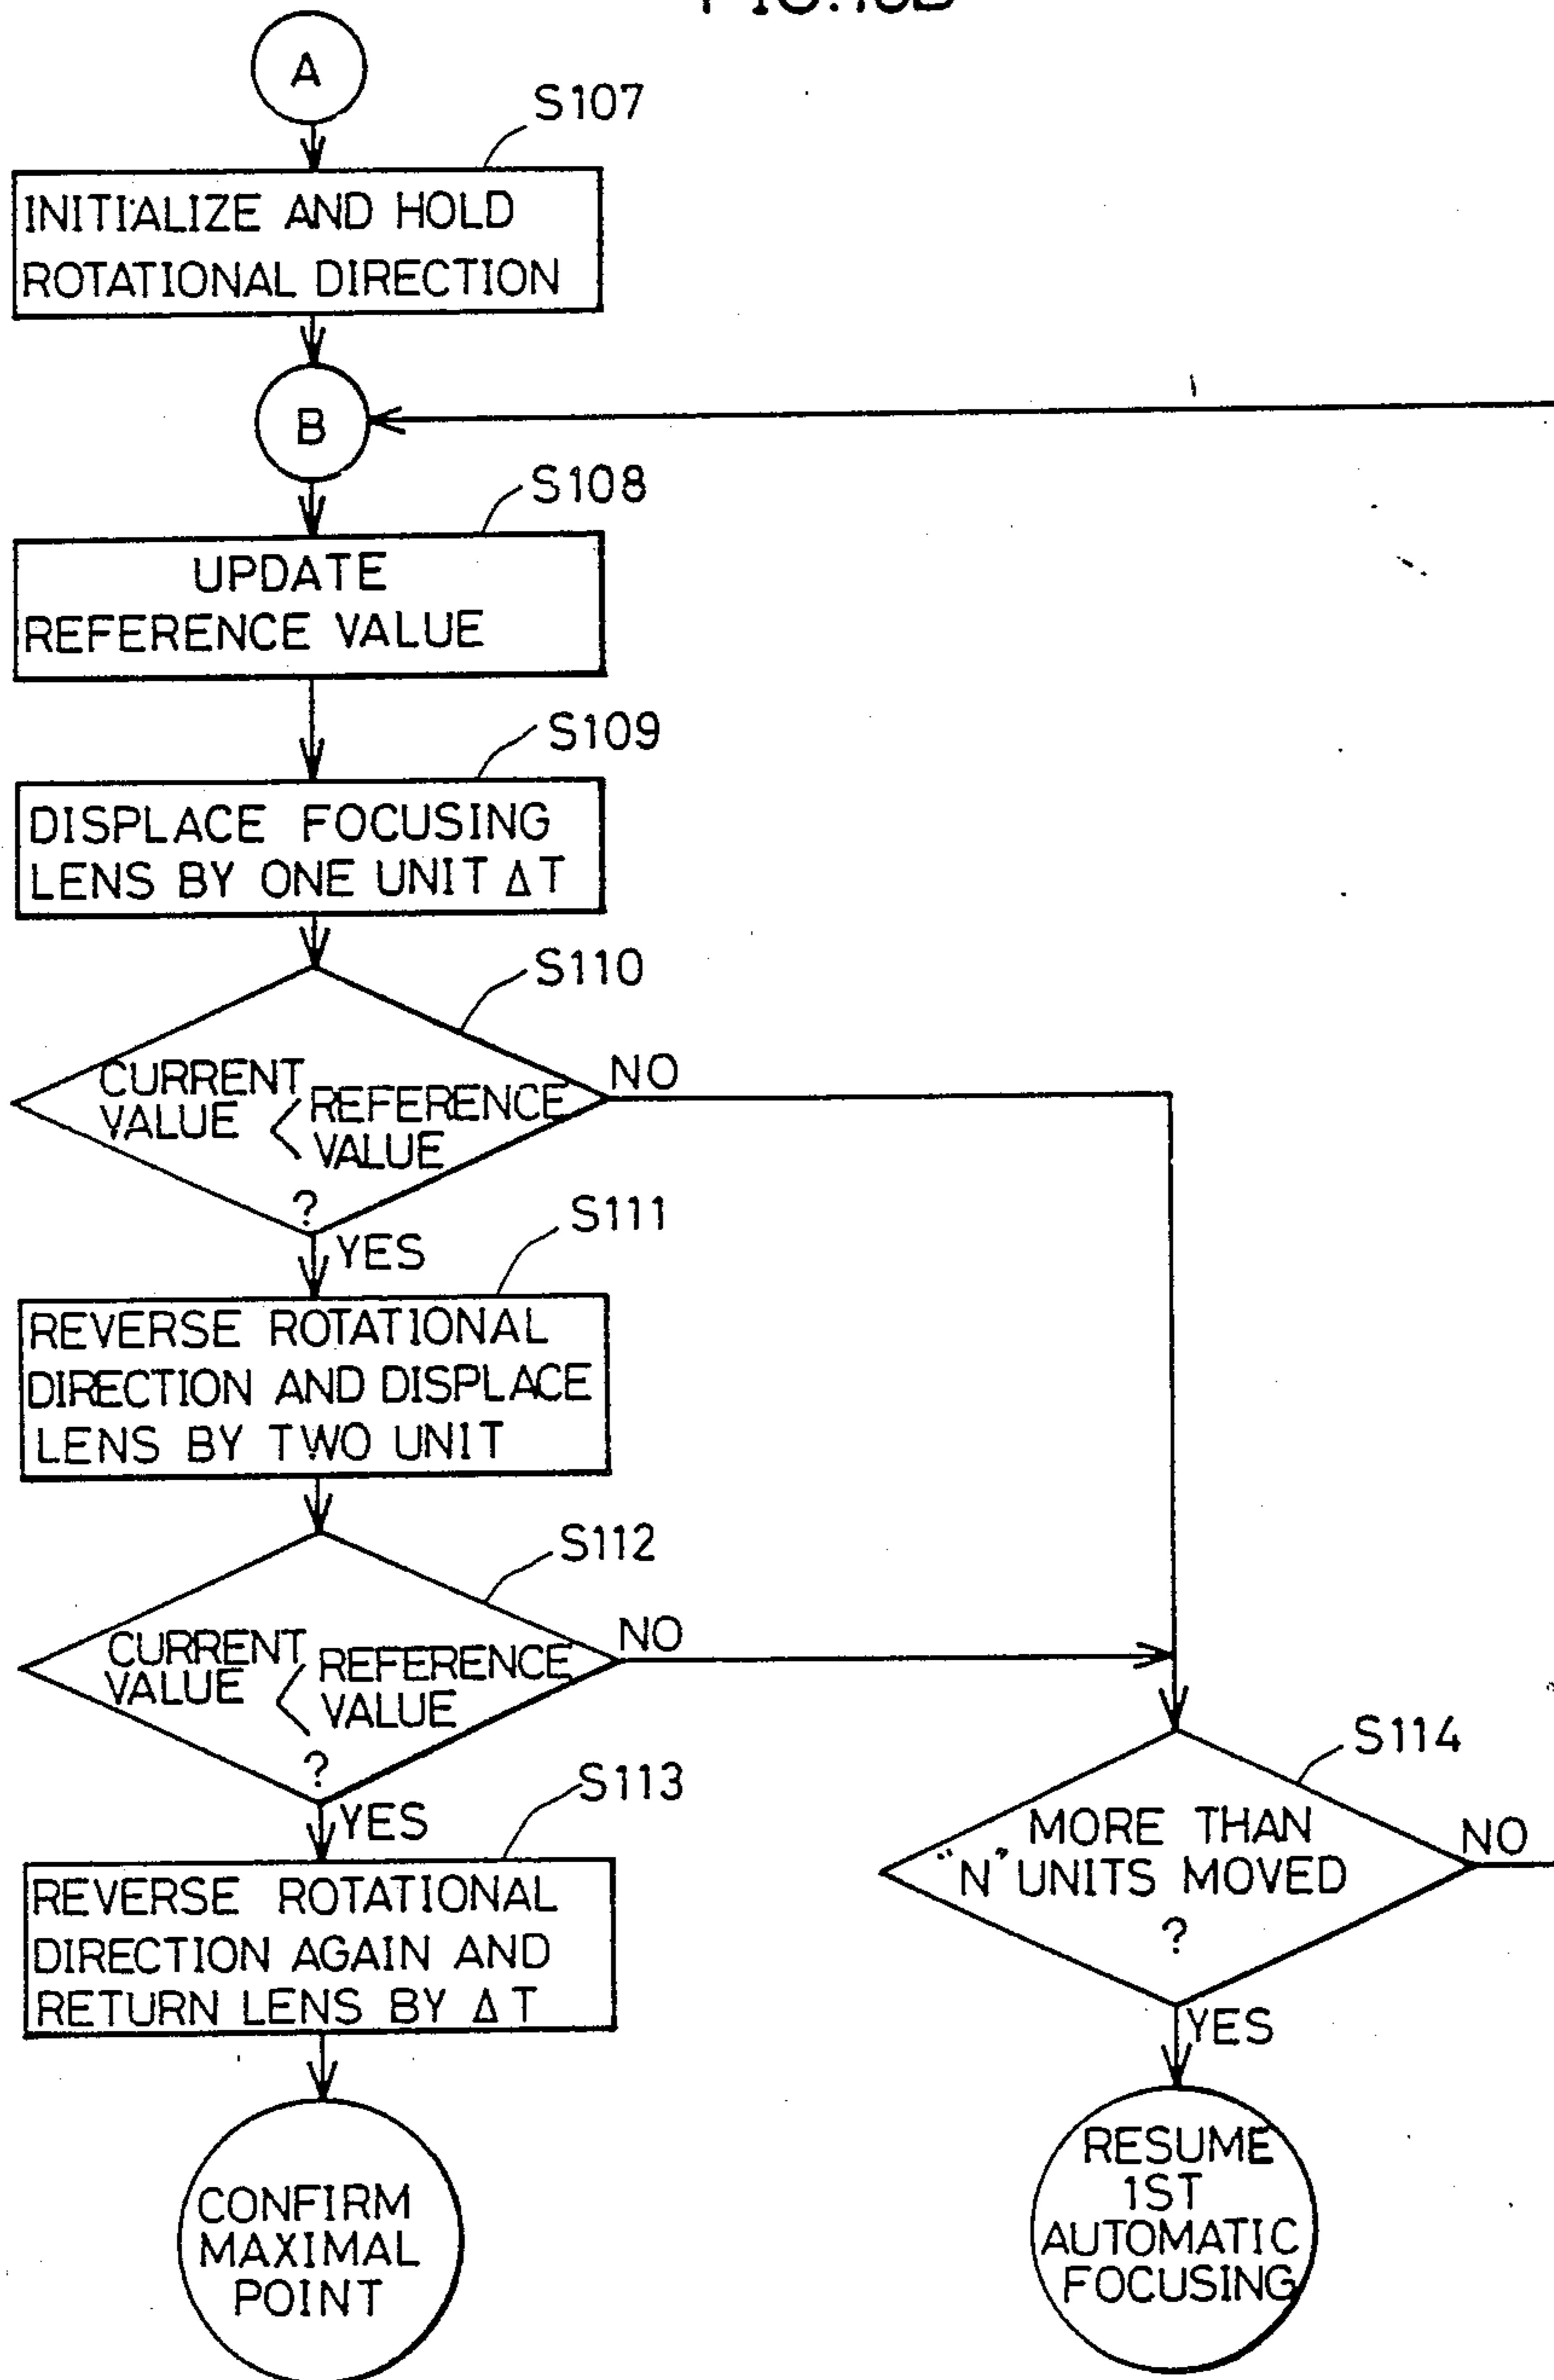 A
S107
INITIALIZE AND HOLD
ROTATIONAL DIRECTION
B
S108
UPDATE
REFERENCE VALUE
S109
DISPLACE FOCUSING
LENS BY ONE UNIT ΔT
S110
CURRENT
VALUE < REFERENCE
VALUE
?
NO
YES
S111
REVERSE ROTATIONAL
DIRECTION AND DISPLACE
LENS BY TWO UNIT
S112
CURRENT
VALUE < REFERENCE
VALUE
?
NO
YES
S113
REVERSE ROTATIONAL
DIRECTION AGAIN AND
RETURN LENS BY ΔT
CONFIRM
MAXIMAL
POINT
S114
MORE THAN
"N" UNITS MOVED
?
NO
YES
RESUME
1ST
AUTOMATIC
FOCUSING